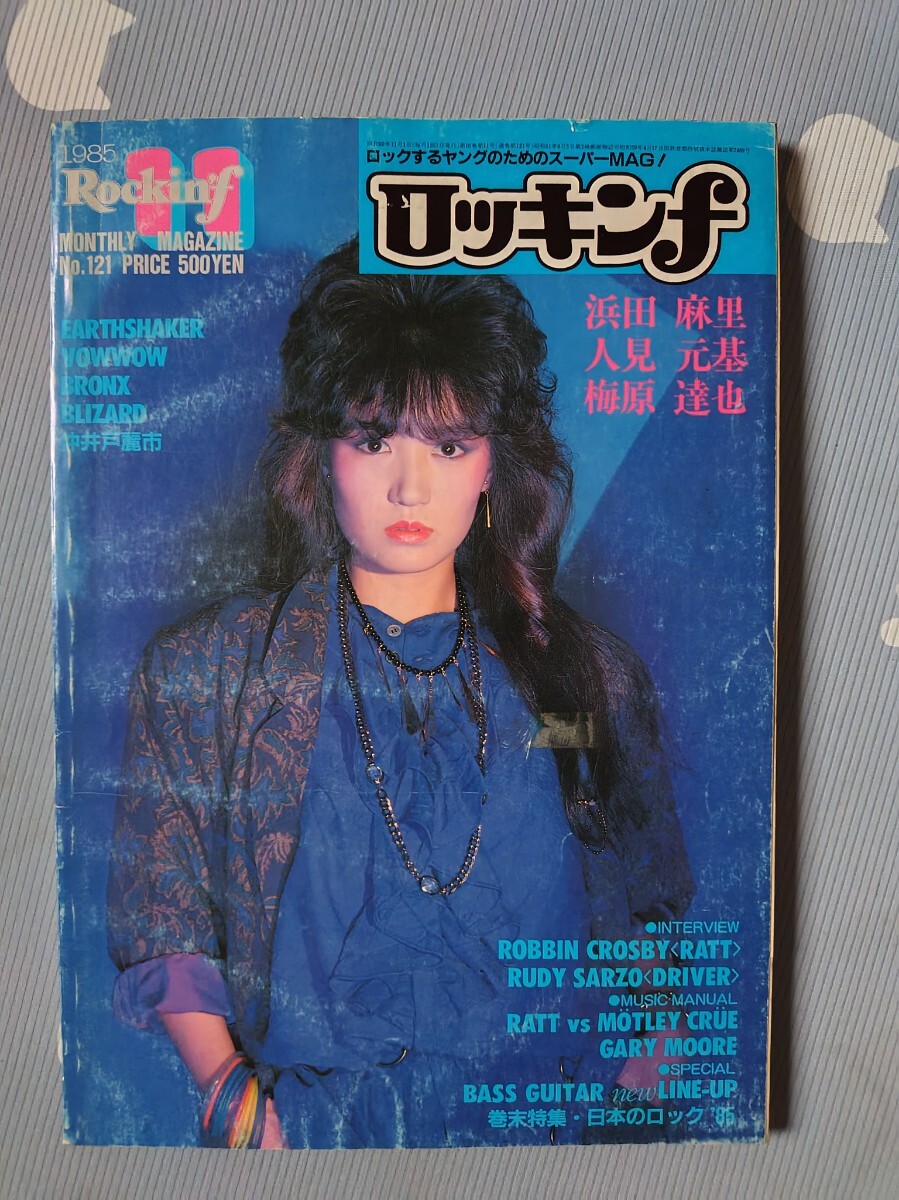 1985
11
Rockin'f
MONTHLY MAGAZINE
No.121 PRICE 500YEN
ロックするヤングのためのスーパーMAG!
ロッキンf
浜田 麻里
人見 元基
梅原 達也
EARTHSHAKER
VOWWOW
BRONX
BLIZARD
仲井戸麗市
●INTERVIEW
ROBBIN CROSBY<RATT>
RUDY SARZO<DRIVER>
●MUSIC MANUAL
RATT vs MÖTLEY CRÜE
GARY MOORE
●SPECIAL
BASS GUITAR new LINE-UP
巻末特集・日本のロック '85